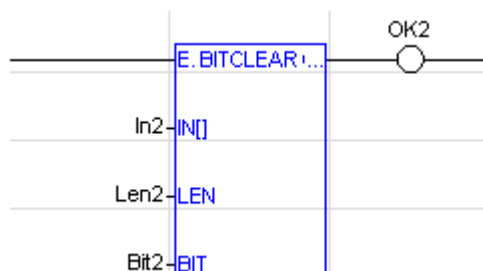 OK2
E. BITCLEAR ...
In2 IN[]
Len2 LEN
Bit2 BIT